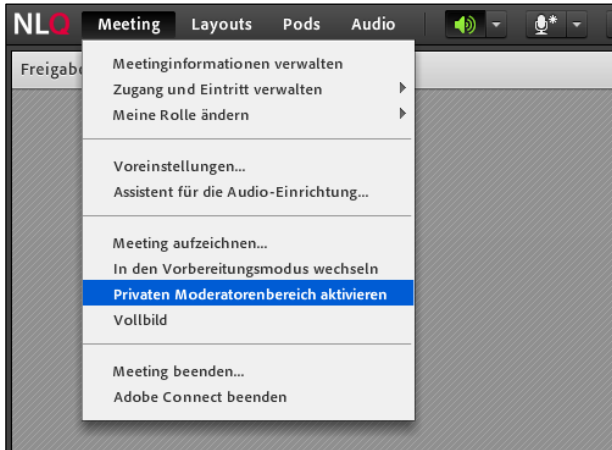 NLQ Meeting Layouts Pods Audio
Freigabe
Meetinginformationen verwalten
Zugang und Eintritt verwalten
Meine Rolle ändern
Voreinstellungen...
Assistent für die Audio-Einrichtung...
Meeting aufzeichnen...
In den Vorbereitungsmodus wechseln
Privaten Moderatorenbereich aktivieren
Vollbild
Meeting beenden...
Adobe Connect beenden